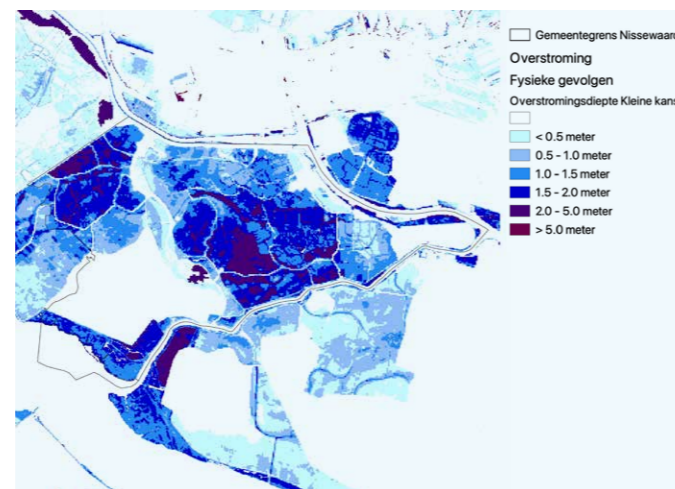 Gemeentegrens Nissewaard
Overstroming
Fysieke gevolgen
Overstromingsdiepte Kleine kans
< 0.5 meter
0.5 - 1.0 meter
1.0 - 1.5 meter
1.5 - 2.0 meter
2.0 - 5.0 meter
> 5.0 meter